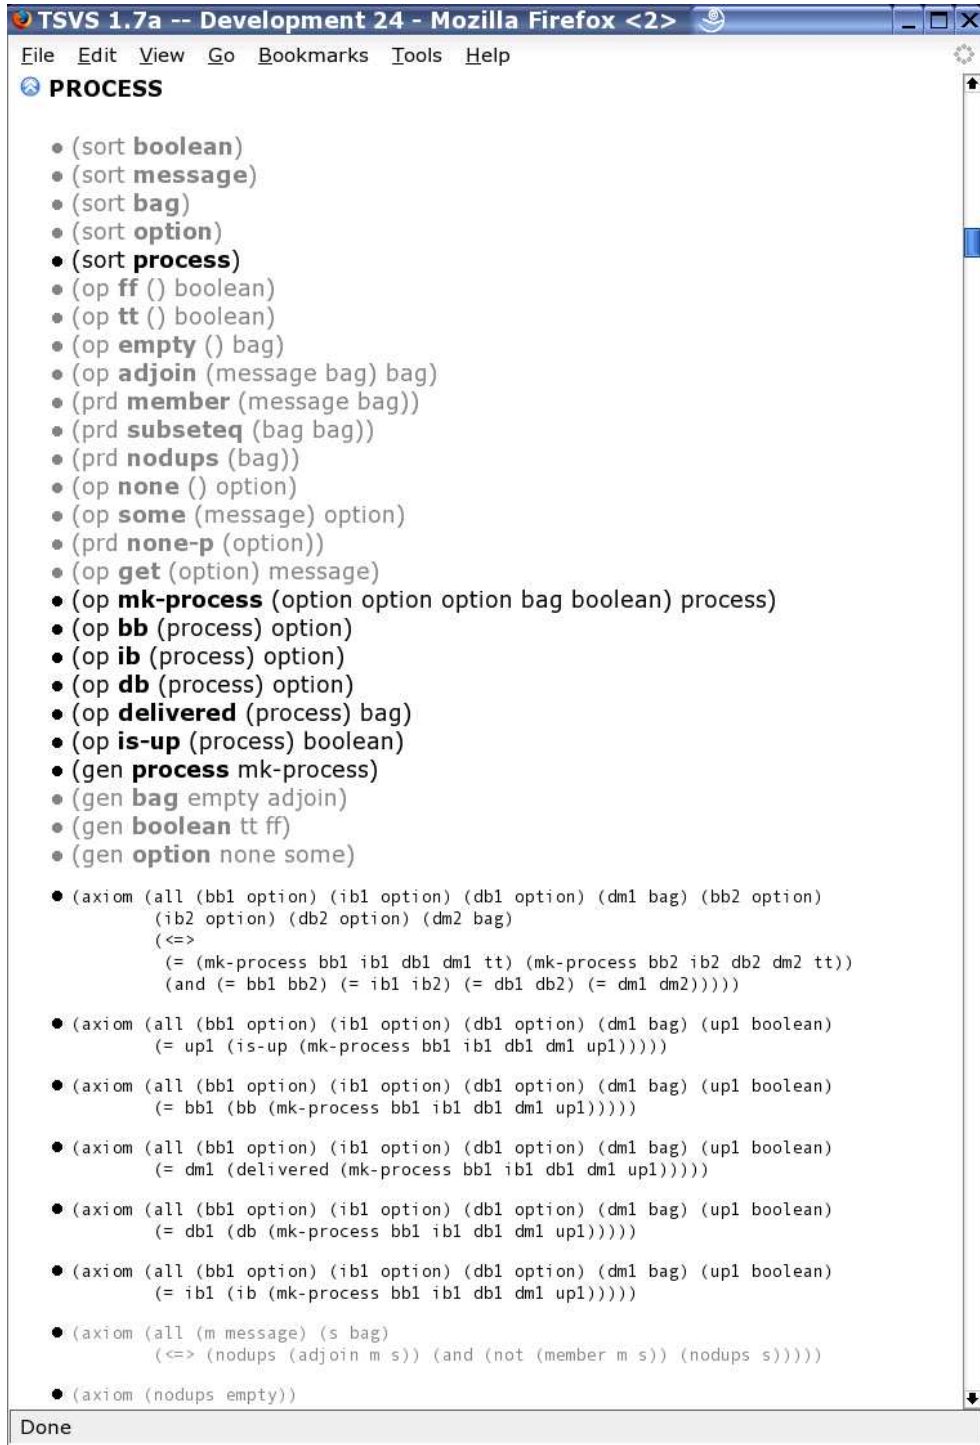 TSVS 1.7a -- Development 24 - Mozilla Firefox <2>
File Edit View Go Bookmarks Tools Help
PROCESS
• (sort boolean)
• (sort message)
• (sort bag)
• (sort option)
• (sort process)
• (op ff () boolean)
• (op tt () boolean)
• (op empty () bag)
• (op adjoin (message bag) bag)
• (prd member (message bag))
• (prd subseteq (bag bag))
• (prd nodups (bag))
• (op none () option)
• (op some (message) option)
• (prd none-p (option))
• (op get (option) message)
• (op mk-process (option option option bag boolean) process)
• (op bb (process) option)
• (op ib (process) option)
• (op db (process) option)
• (op delivered (process) bag)
• (op is-up (process) boolean)
• (gen process mk-process)
• (gen bag empty adjoin)
• (gen boolean tt ff)
• (gen option none some)
• (axiom (all (bb1 option) (ib1 option) (db1 option) (dm1 bag) (bb2 option)
(ib2 option) (db2 option) (dm2 bag)
(<=>
(= (mk-process bb1 ib1 db1 dm1 tt) (mk-process bb2 ib2 db2 dm2 tt))
(and (= bb1 bb2) (= ib1 ib2) (= db1 db2) (= dm1 dm2)))))
• (axiom (all (bb1 option) (ib1 option) (db1 option) (dm1 bag) (up1 boolean)
(= up1 (is-up (mk-process bb1 ib1 db1 dm1 up1)))))
• (axiom (all (bb1 option) (ib1 option) (db1 option) (dm1 bag) (up1 boolean)
(= bb1 (bb (mk-process bb1 ib1 db1 dm1 up1)))))
• (axiom (all (bb1 option) (ib1 option) (db1 option) (dm1 bag) (up1 boolean)
(= dm1 (delivered (mk-process bb1 ib1 db1 dm1 up1)))))
• (axiom (all (bb1 option) (ib1 option) (db1 option) (dm1 bag) (up1 boolean)
(= db1 (db (mk-process bb1 ib1 db1 dm1 up1)))))
• (axiom (all (bb1 option) (ib1 option) (db1 option) (dm1 bag) (up1 boolean)
(= ib1 (ib (mk-process bb1 ib1 db1 dm1 up1)))))
• (axiom (all (m message) (s bag)
(<=> (nodups (adjoin m s)) (and (not (member m s)) (nodups s)))))
• (axiom (nodups empty))
Done